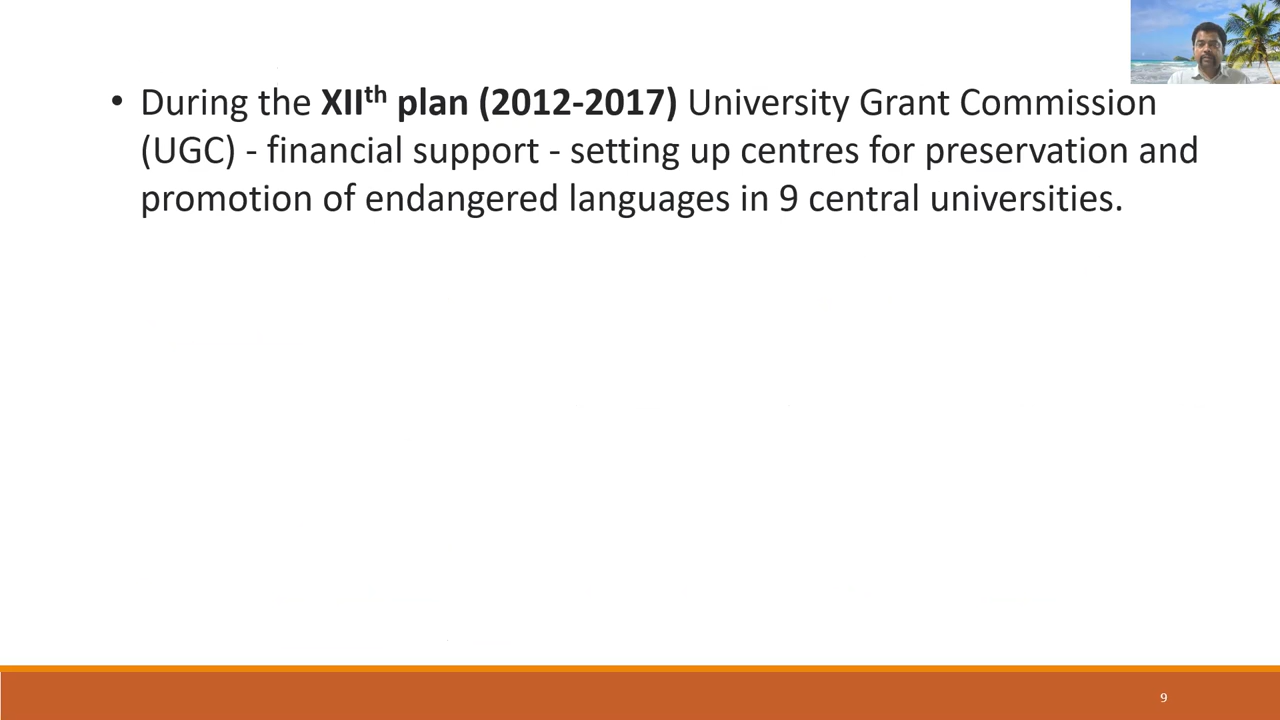 • During the XIIth plan (2012-2017) University Grant Commission
(UGC) - financial support - setting up centres for preservation and
promotion of endangered languages in 9 central universities.
9